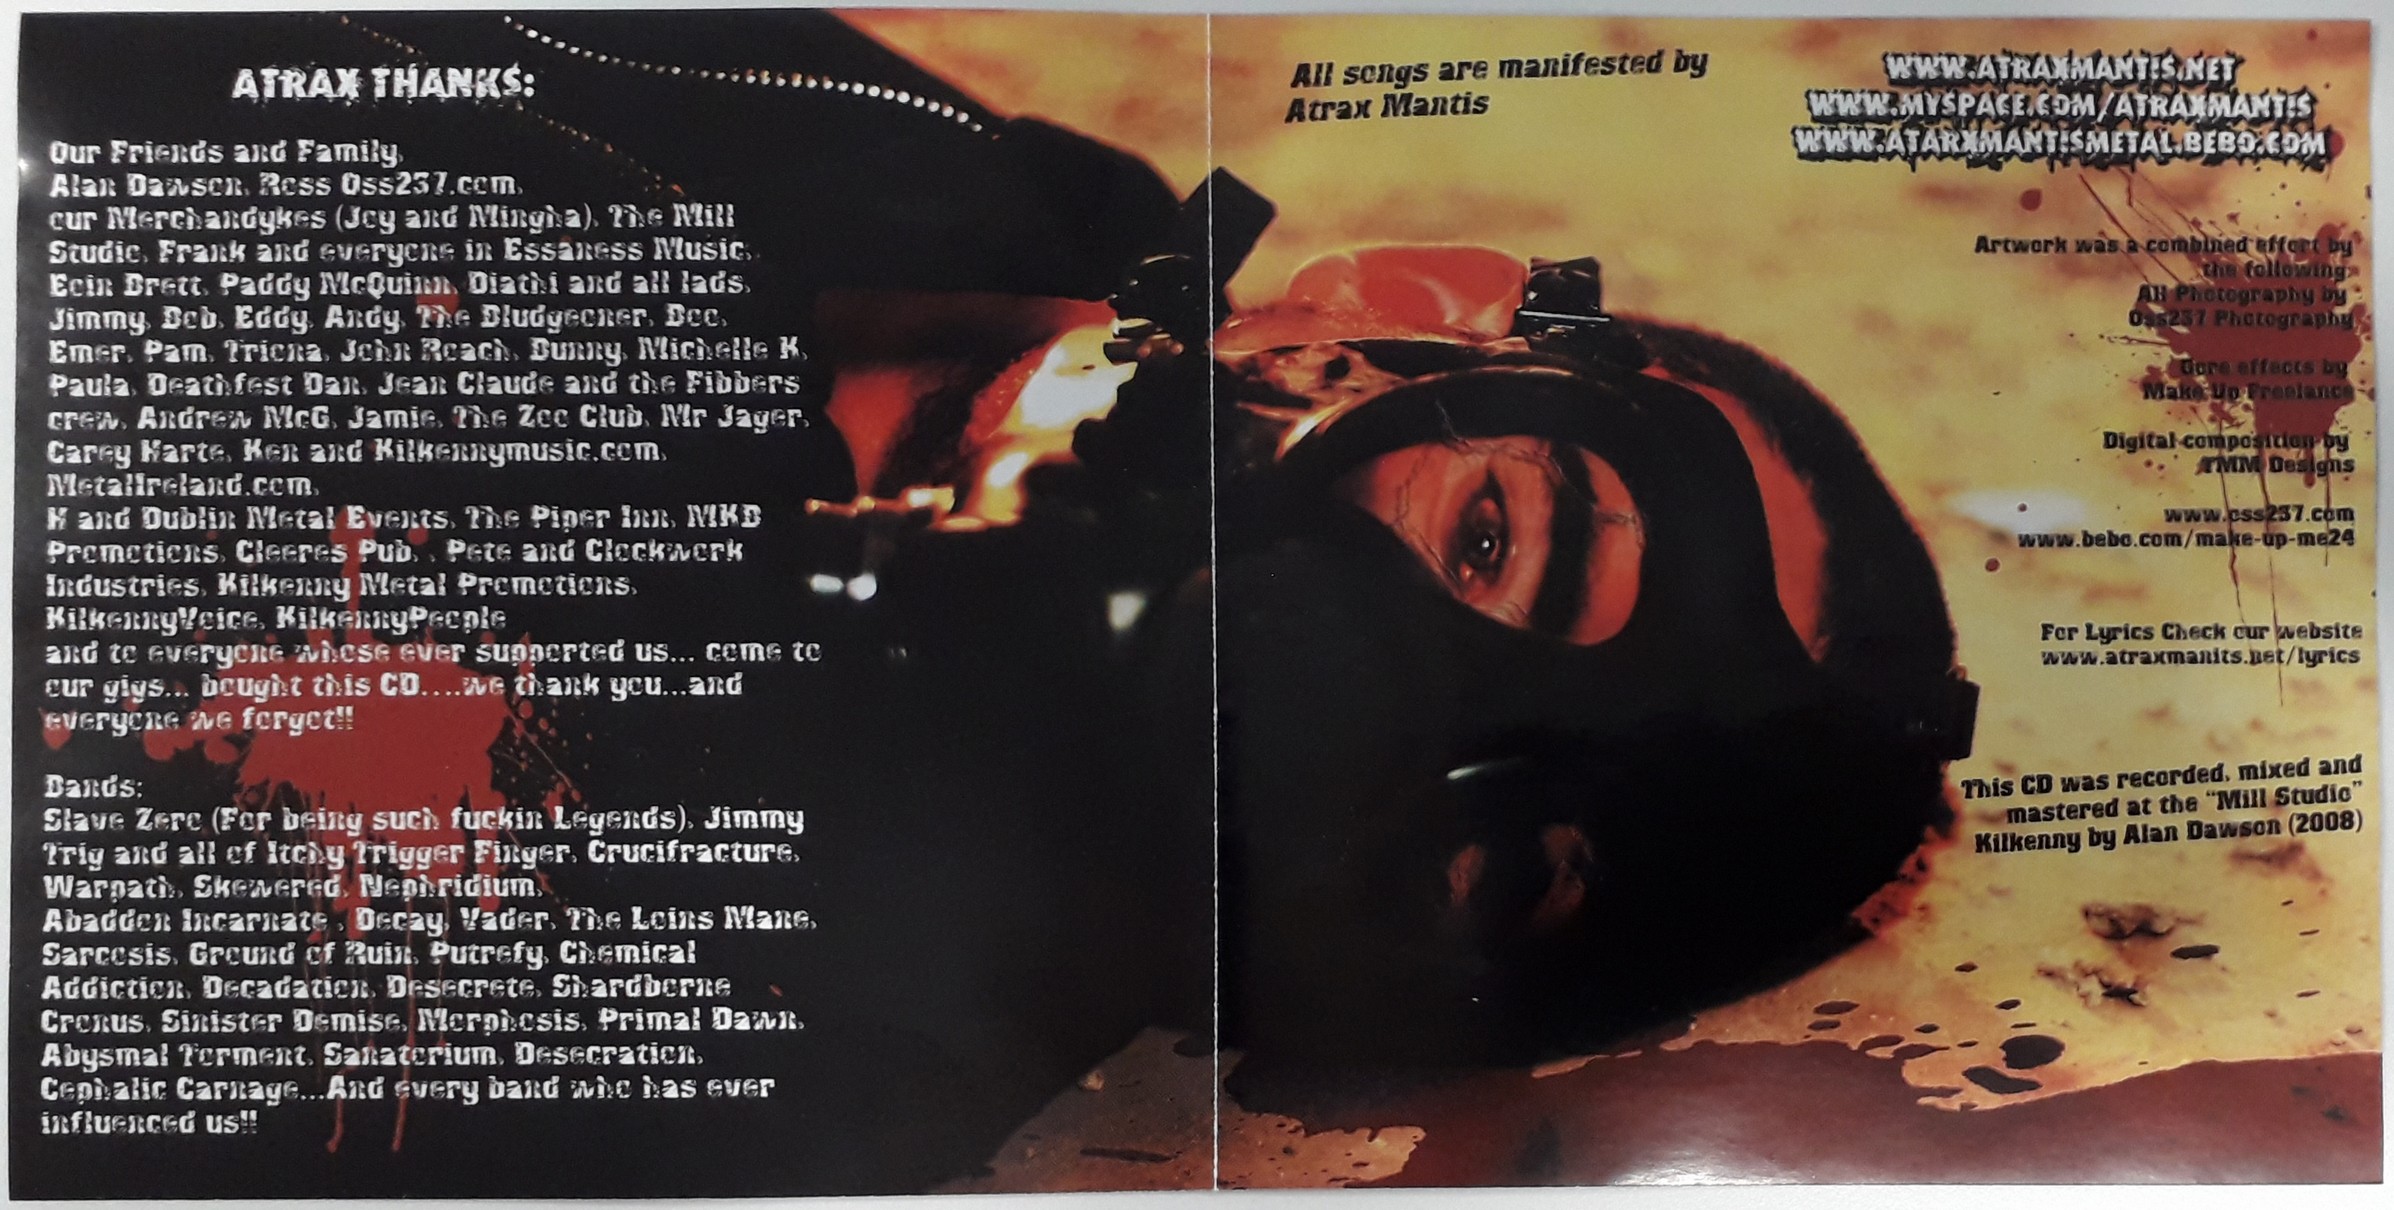 ATRAX THANKS:
Our Friends and Family,
Alan Dawson, Ross Oss237.com,
our Merchandykes (Joy and Mingha), The Mill
Studio, Frank and everyone in Essaness Music,
Eoin Brett, Paddy McQuinn, Diathi and all lads,
Jimmy, Bob, Eddy, Andy, The Bludgeoner, Boo,
Emer, Pam, Triona, John Roach, Bunny, Michelle K,
Paula, Deathfest Dan, Jean Claude and the Fibbers
crew, Andrew McG, Jamie, The Zoo Club, Mr Jager,
Carey Harte, Ken and Kilkennymusic.com,
MetalIreland.com,
K and Dublin Metal Events, The Piper Inn, MKB
Promotions, Cleeres Pub, , Pete and Clockwork
Industries, Kilkenny Metal Promotions,
KilkennyVoice, KilkennyPeople
and to everyone whose ever supported us... come to
our gigs... bought this CD....we thank you...and
everyone we forgot!!
Bands:
Slave Zero (For being such fuckin Legends), Jimmy
Trig and all of Itchy Trigger Finger, Crucifracture,
Warpath, Skewered, Nephridium,
Abaddon Incarnate , Decay, Vader, The Loins Mane,
Sarcosis, Ground of Ruin, Putrefy, Chemical
Addiction, Decadation, Desecrete, Shardborne
Cronus, Sinister Demise, Morphosis, Primal Dawn,
Abysmal Torment, Sanatorium, Desecration,
Cephalic Carnage...And every band who has ever
influenced us!!
All songs are manifested by
Atrax Mantis
WWW.ATRAXMANTIS.NET
WWW.MYSPACE.COM/ATRAXMANTIS
WWW.ATARXMANTISMETAL.BEBO.COM
Artwork was a combined effort by
the following:
All Photography by
Oss237 Photography
Gore effects by
Make Up Freelance
Digital composition by
TMM Designs
www.oss237.com
www.bebo.com/make-up-me24
For Lyrics Check our website
www.atraxmanits.net/lyrics
This CD was recorded, mixed and
mastered at the "Mill Studio"
Kilkenny by Alan Dawson (2008)